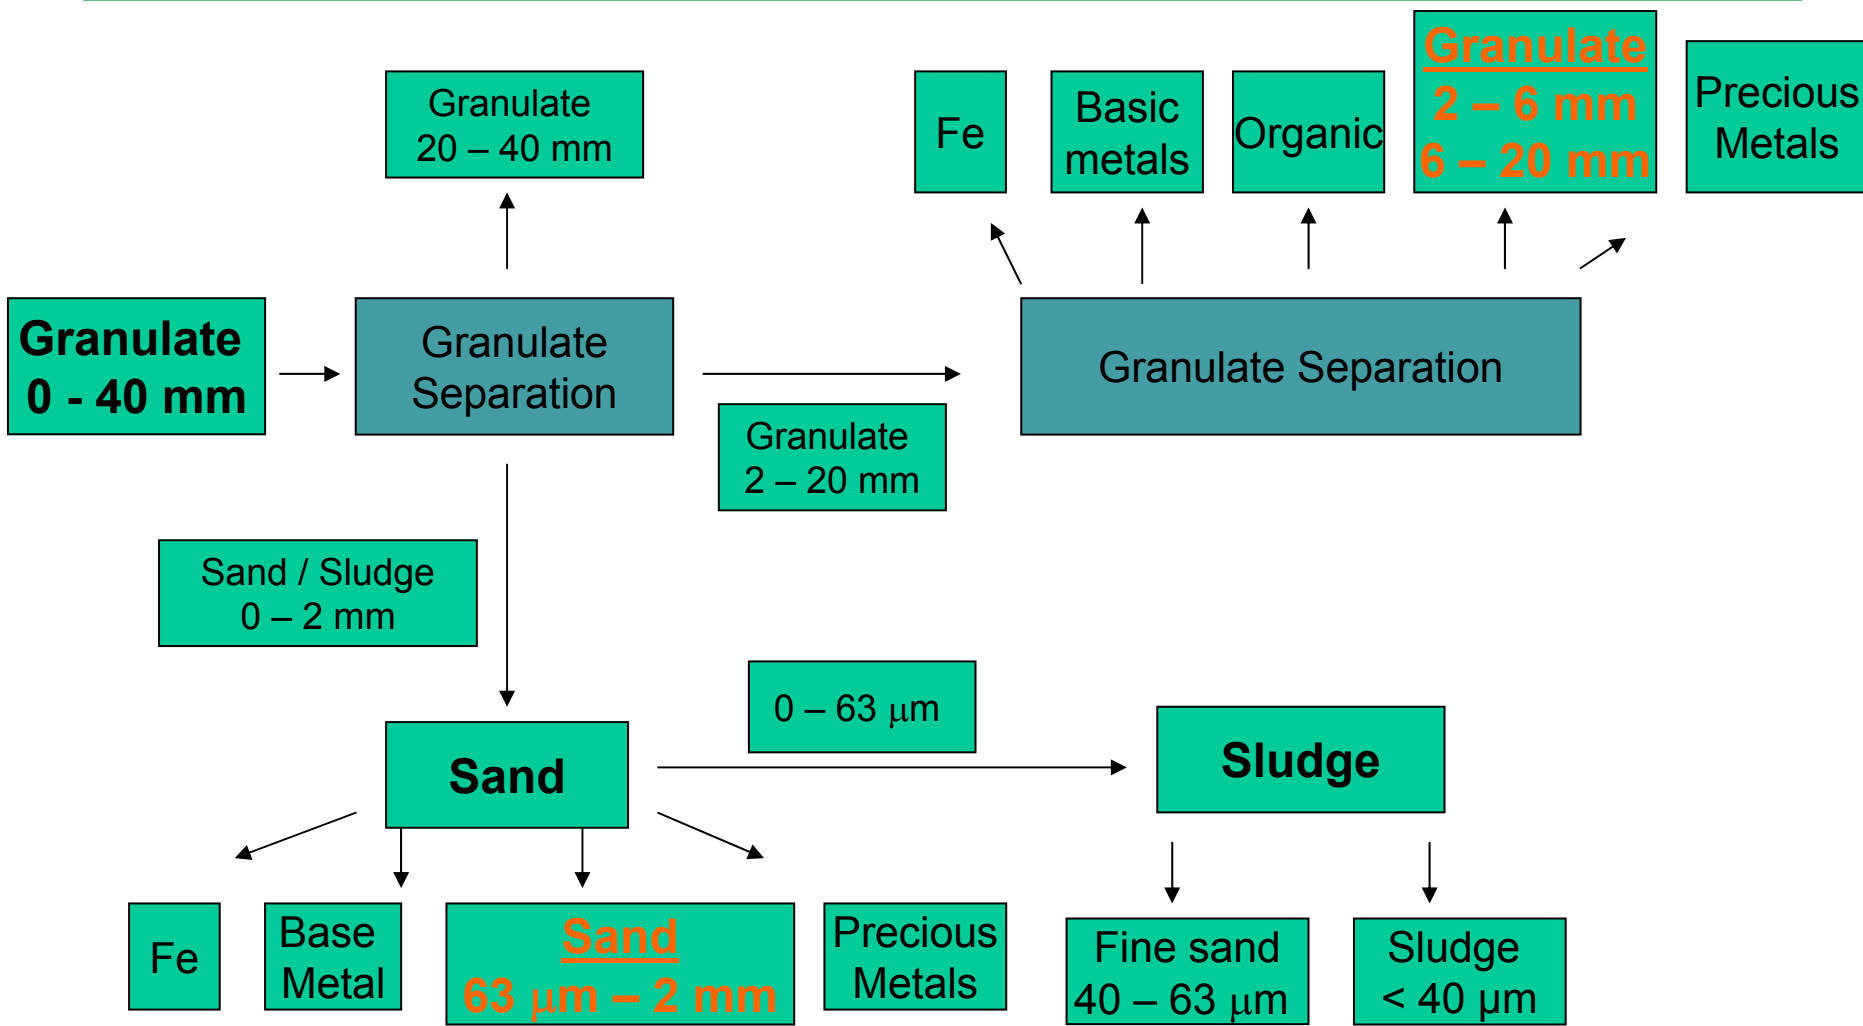 Granulate
20 – 40 mm
Fe
Basic
metals
Organic
Granulate
2 – 6 mm
6 – 20 mm
Precious
Metals
Granulate
0 - 40 mm
Granulate
Separation
Granulate
2 – 20 mm
Granulate Separation
Sand / Sludge
0 – 2 mm
0 – 63 μm
Sand
Sludge
Fe
Base
Metal
Sand
63 μm – 2 mm
Precious
Metals
Fine sand
40 – 63 μm
Sludge
< 40 µm